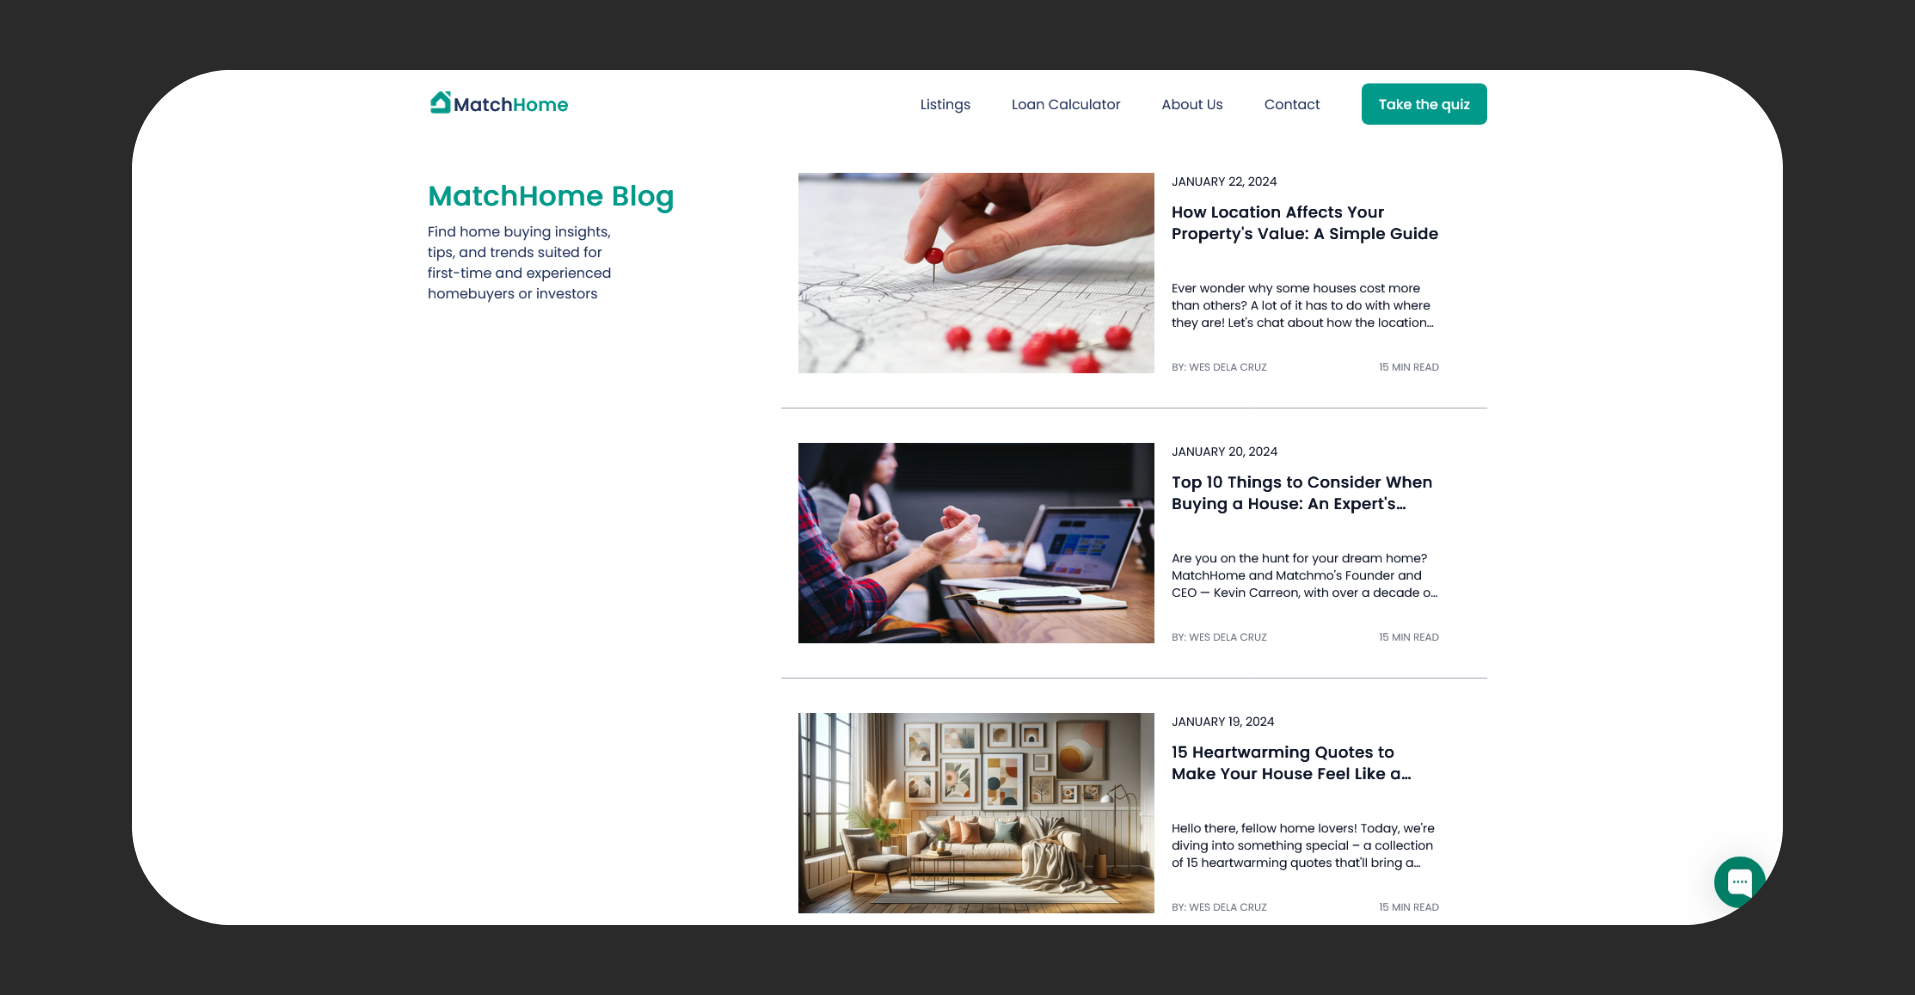 MatchHome
Listings
Loan Calculator
About Us
Contact
Take the quiz
MatchHome Blog
Find home buying insights,
tips, and trends suited for
first-time and experienced
homebuyers or investors
JANUARY 22, 2024
How Location Affects Your
Property's Value: A Simple Guide
Ever wonder why some houses cost more
than others? A lot of it has to do with where
they are! Let's chat about how the location...
BY: WES DELA CRUZ
15 MIN READ
JANUARY 20, 2024
Top 10 Things to Consider When
Buying a House: An Expert's...
Are you on the hunt for your dream home?
MatchHome and Matchmo's Founder and
CEO — Kevin Carreon, with over a decade o...
BY: WES DELA CRUZ
15 MIN READ
JANUARY 19, 2024
15 Heartwarming Quotes to
Make Your House Feel Like a...
Hello there, fellow home lovers! Today, we're
diving into something special – a collection
of 15 heartwarming quotes that'll bring a...
BY: WES DELA CRUZ
15 MIN READ